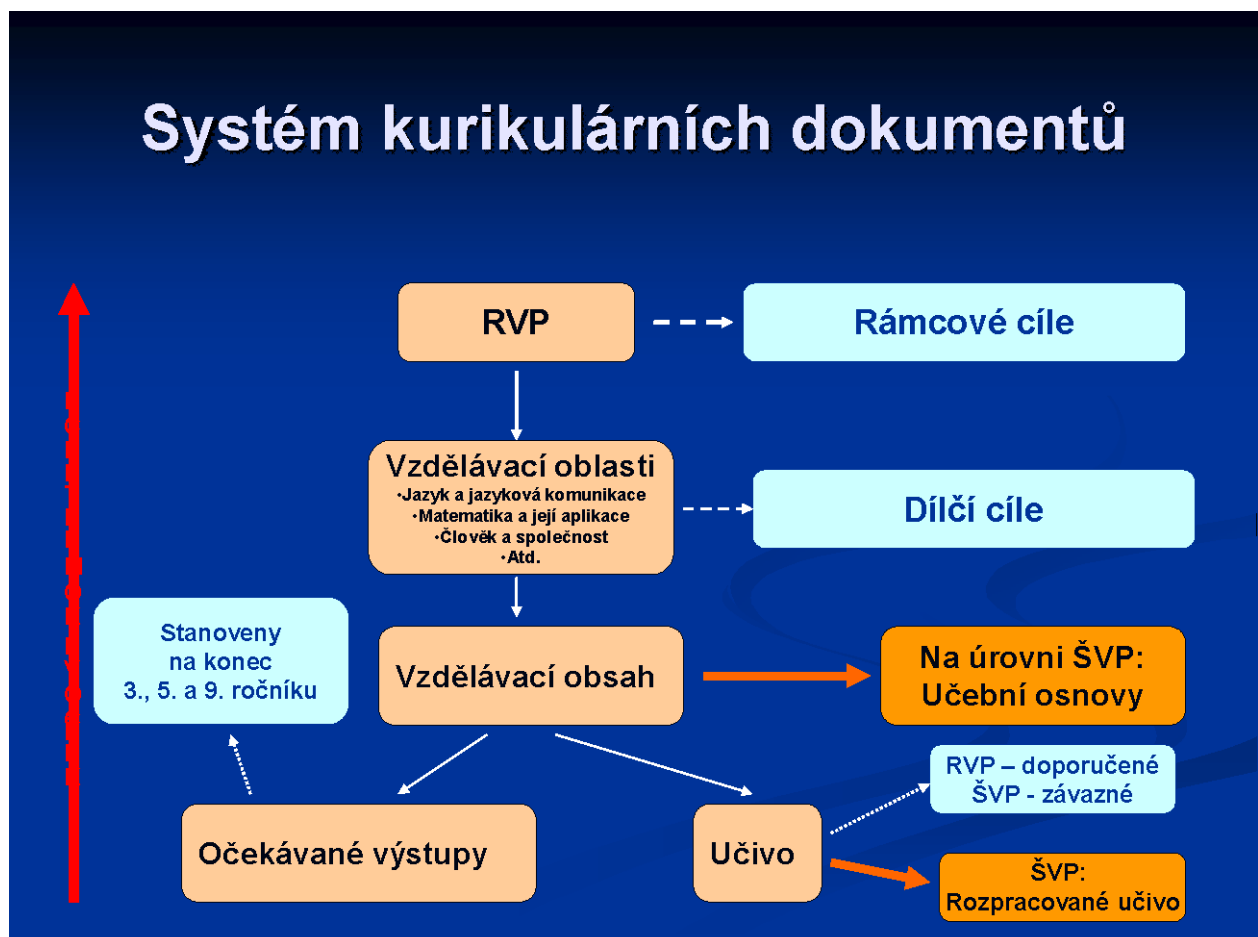 Systém kurikulárních dokumentů
RVP
Rámcové cíle
Vzdělávací oblasti
•Jazyk a jazyková komunikace
•Matematika a její aplikace
•Člověk a společnost
•Atd.
Dílčí cíle
Stanoveny
na konec
3., 5. a 9. ročníku
Vzdělávací obsah
Na úrovni ŠVP:
Učební osnovy
Očekávané výstupy
Učivo
RVP – doporučené
ŠVP - závazné
ŠVP:
Rozpracované učivo